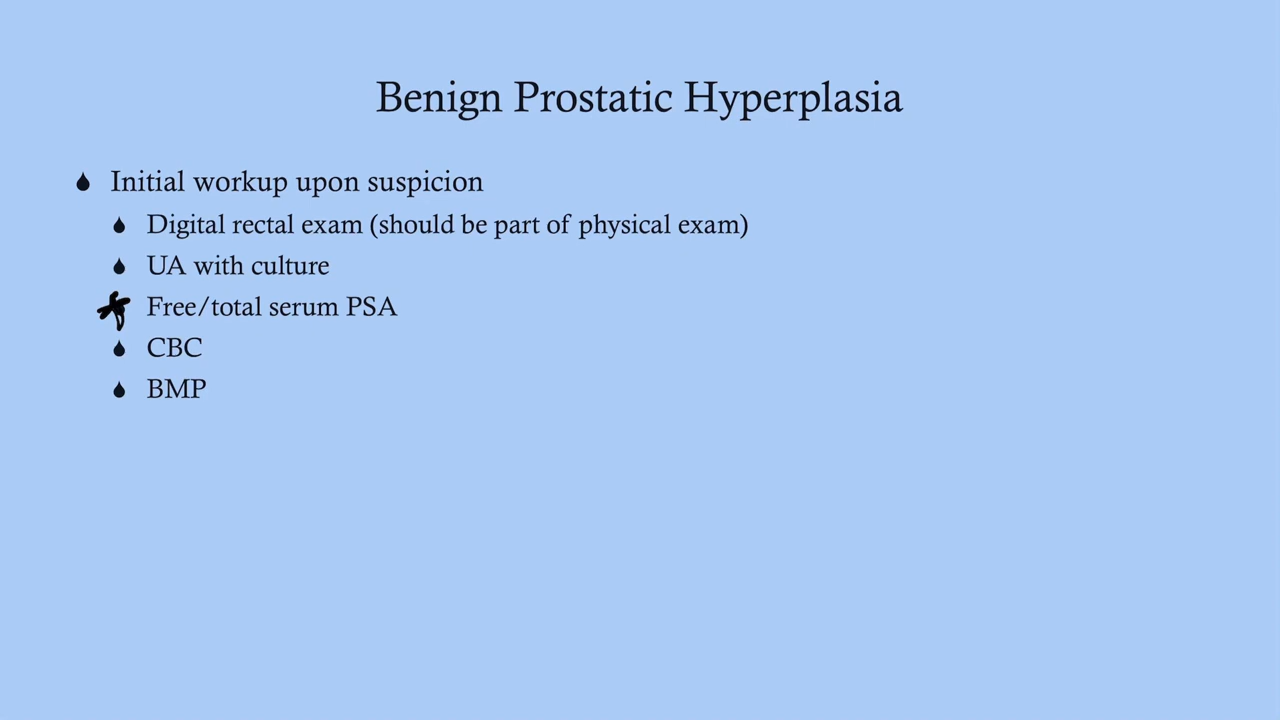 Benign Prostatic Hyperplasia
Initial workup upon suspicion
Digital rectal exam (should be part of physical exam)
UA with culture
Free/total serum PSA
CBC
BMP